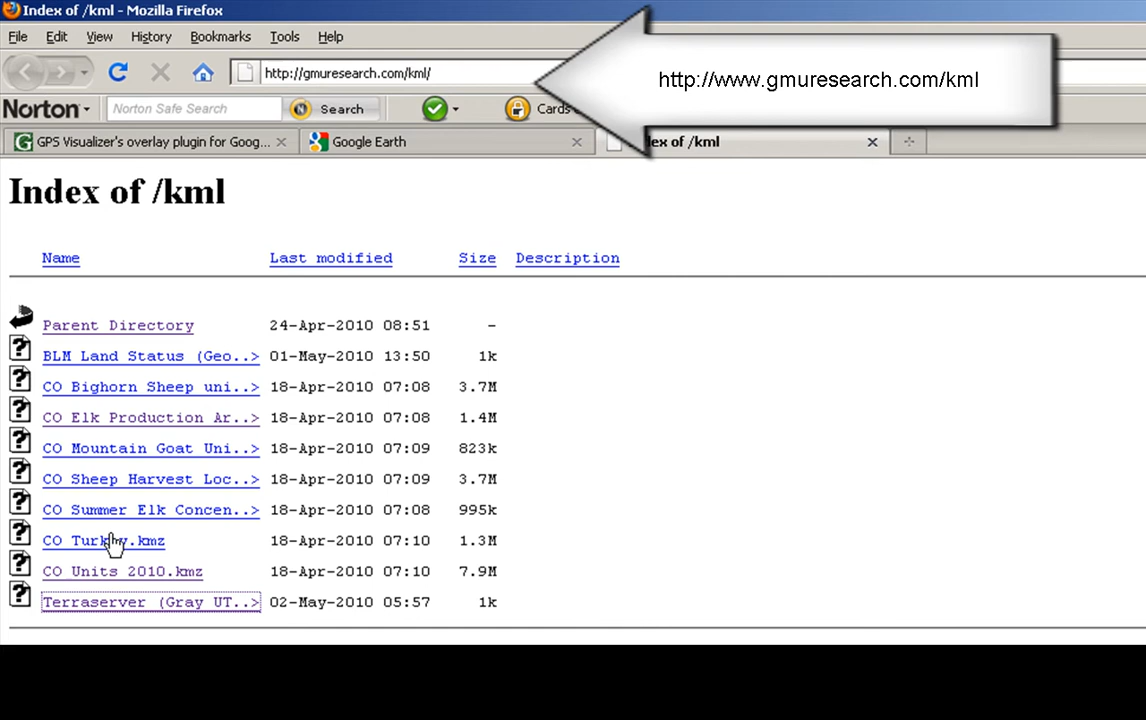 Index of /kml - Mozilla Firefox
File Edit View History Bookmarks Tools Help
http://gmuresearch.com/kml/
http://www.gmuresearch.com/kml
Norton Norton Safe Search Search Cards
GPS Visualizer's overlay plugin for Goog... Google Earth dex of /kml
Index of /kml
Name Last modified Size Description
Parent Directory 24-Apr-2010 08:51 -
BLM Land Status (Geo..> 01-May-2010 13:50 1k
CO Bighorn Sheep uni..> 18-Apr-2010 07:08 3.7M
CO Elk Production Ar..> 18-Apr-2010 07:08 1.4M
CO Mountain Goat Uni..> 18-Apr-2010 07:09 823k
CO Sheep Harvest Loc..> 18-Apr-2010 07:09 3.7M
CO Summer Elk Concen..> 18-Apr-2010 07:08 995k
CO Turkey.kmz 18-Apr-2010 07:10 1.3M
CO Units 2010.kmz 18-Apr-2010 07:10 7.9M
Terraserver (Gray UT..> 02-May-2010 05:57 1k